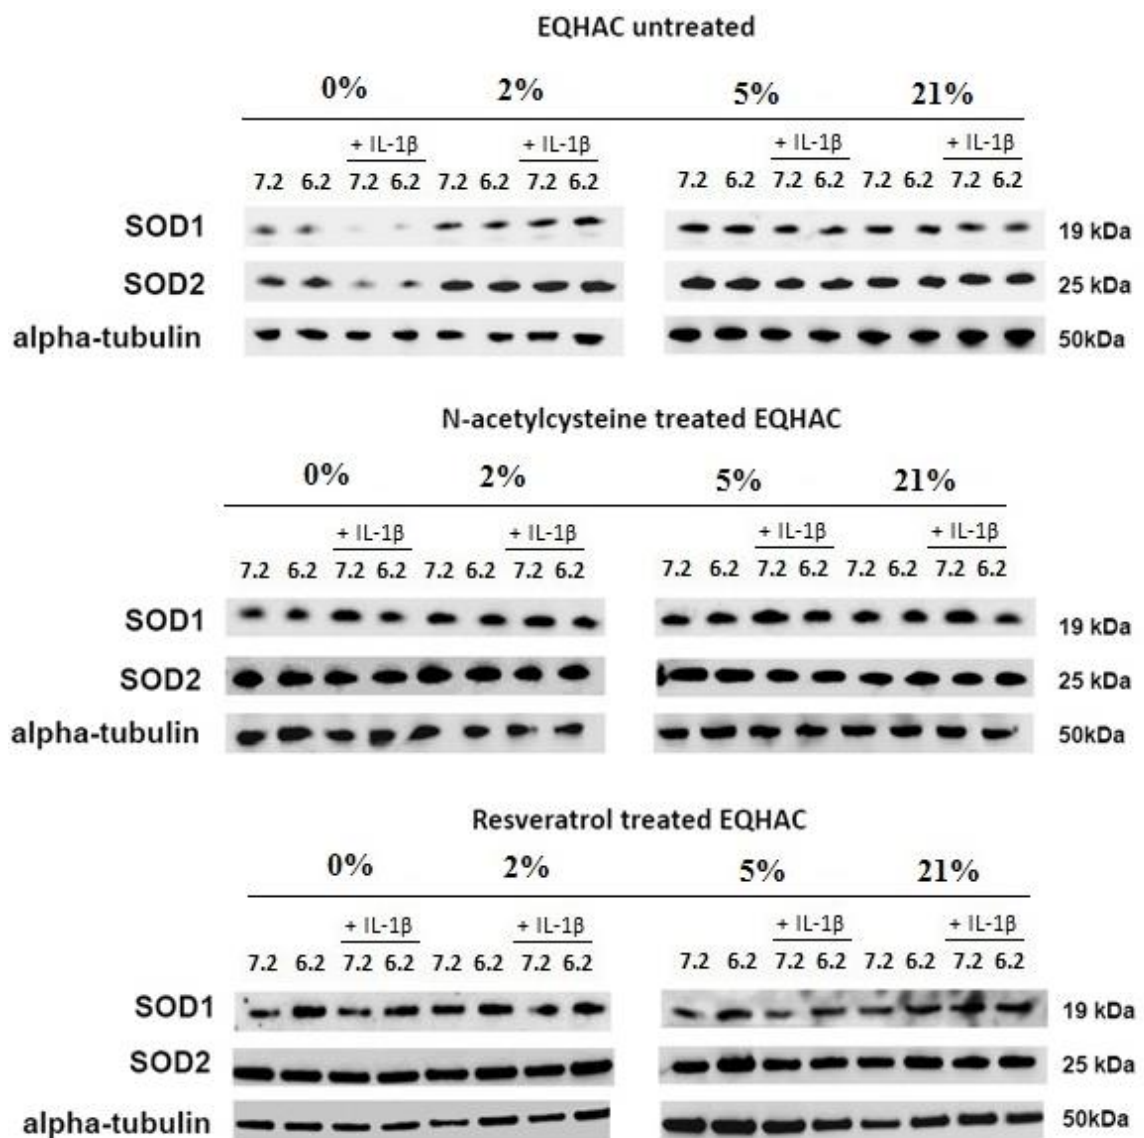 EQHAC untreated
0% 2% 5% 21%
+ IL-1β + IL-1β + IL-1β + IL-1β
7.2 6.2 7.2 6.2 7.2 6.2 7.2 6.2 7.2 6.2 7.2 6.2 7.2 6.2 7.2 6.2
SOD1 19 kDa
SOD2 25 kDa
alpha-tubulin 50kDa
N-acetylcysteine treated EQHAC
0% 2% 5% 21%
+ IL-1β + IL-1β + IL-1β + IL-1β
7.2 6.2 7.2 6.2 7.2 6.2 7.2 6.2 7.2 6.2 7.2 6.2 7.2 6.2 7.2 6.2
SOD1 19 kDa
SOD2 25 kDa
alpha-tubulin 50kDa
Resveratrol treated EQHAC
0% 2% 5% 21%
+ IL-1β + IL-1β + IL-1β + IL-1β
7.2 6.2 7.2 6.2 7.2 6.2 7.2 6.2 7.2 6.2 7.2 6.2 7.2 6.2 7.2 6.2
SOD1 19 kDa
SOD2 25 kDa
alpha-tubulin 50kDa